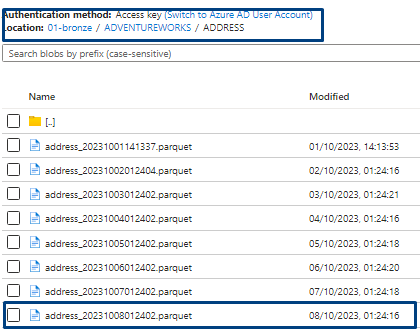 Authentication method: Access key (Switch to Azure AD User Account)
Location: 01-bronze / ADVENTUREWORKS / ADDRESS
Search blobs by prefix (case-sensitive)
Name Modified
[..]
address_20231001141337.parquet 01/10/2023, 14:13:53
address_20231002012404.parquet 02/10/2023, 01:24:16
address_20231003012402.parquet 03/10/2023, 01:24:21
address_20231004012402.parquet 04/10/2023, 01:24:16
address_20231005012402.parquet 05/10/2023, 01:24:18
address_20231006012402.parquet 06/10/2023, 01:24:20
address_20231007012402.parquet 07/10/2023, 01:24:18
address_20231008012402.parquet 08/10/2023, 01:24:16